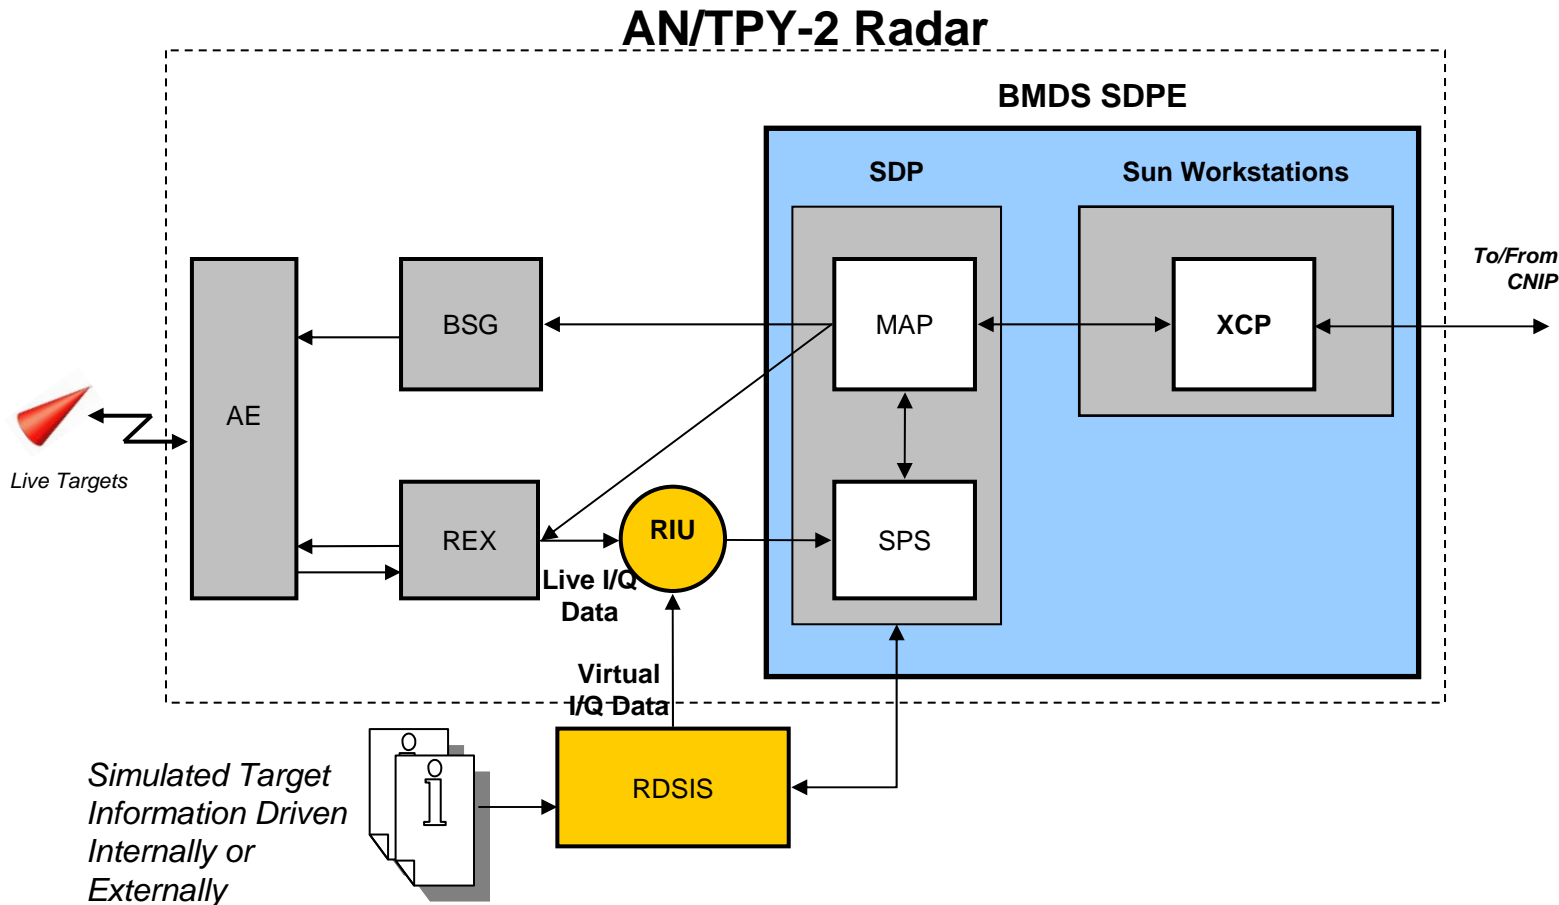 AN/TPY-2 Radar
BMDS SDPE
SDP
Sun Workstations
To/From
CNIP
BSG
MAP
XCP
AE
Live Targets
REX
RIU
SPS
Live I/Q
Data
Virtual
I/Q Data
RDSIS
Simulated Target
Information Driven
Internally or
Externally
i
i